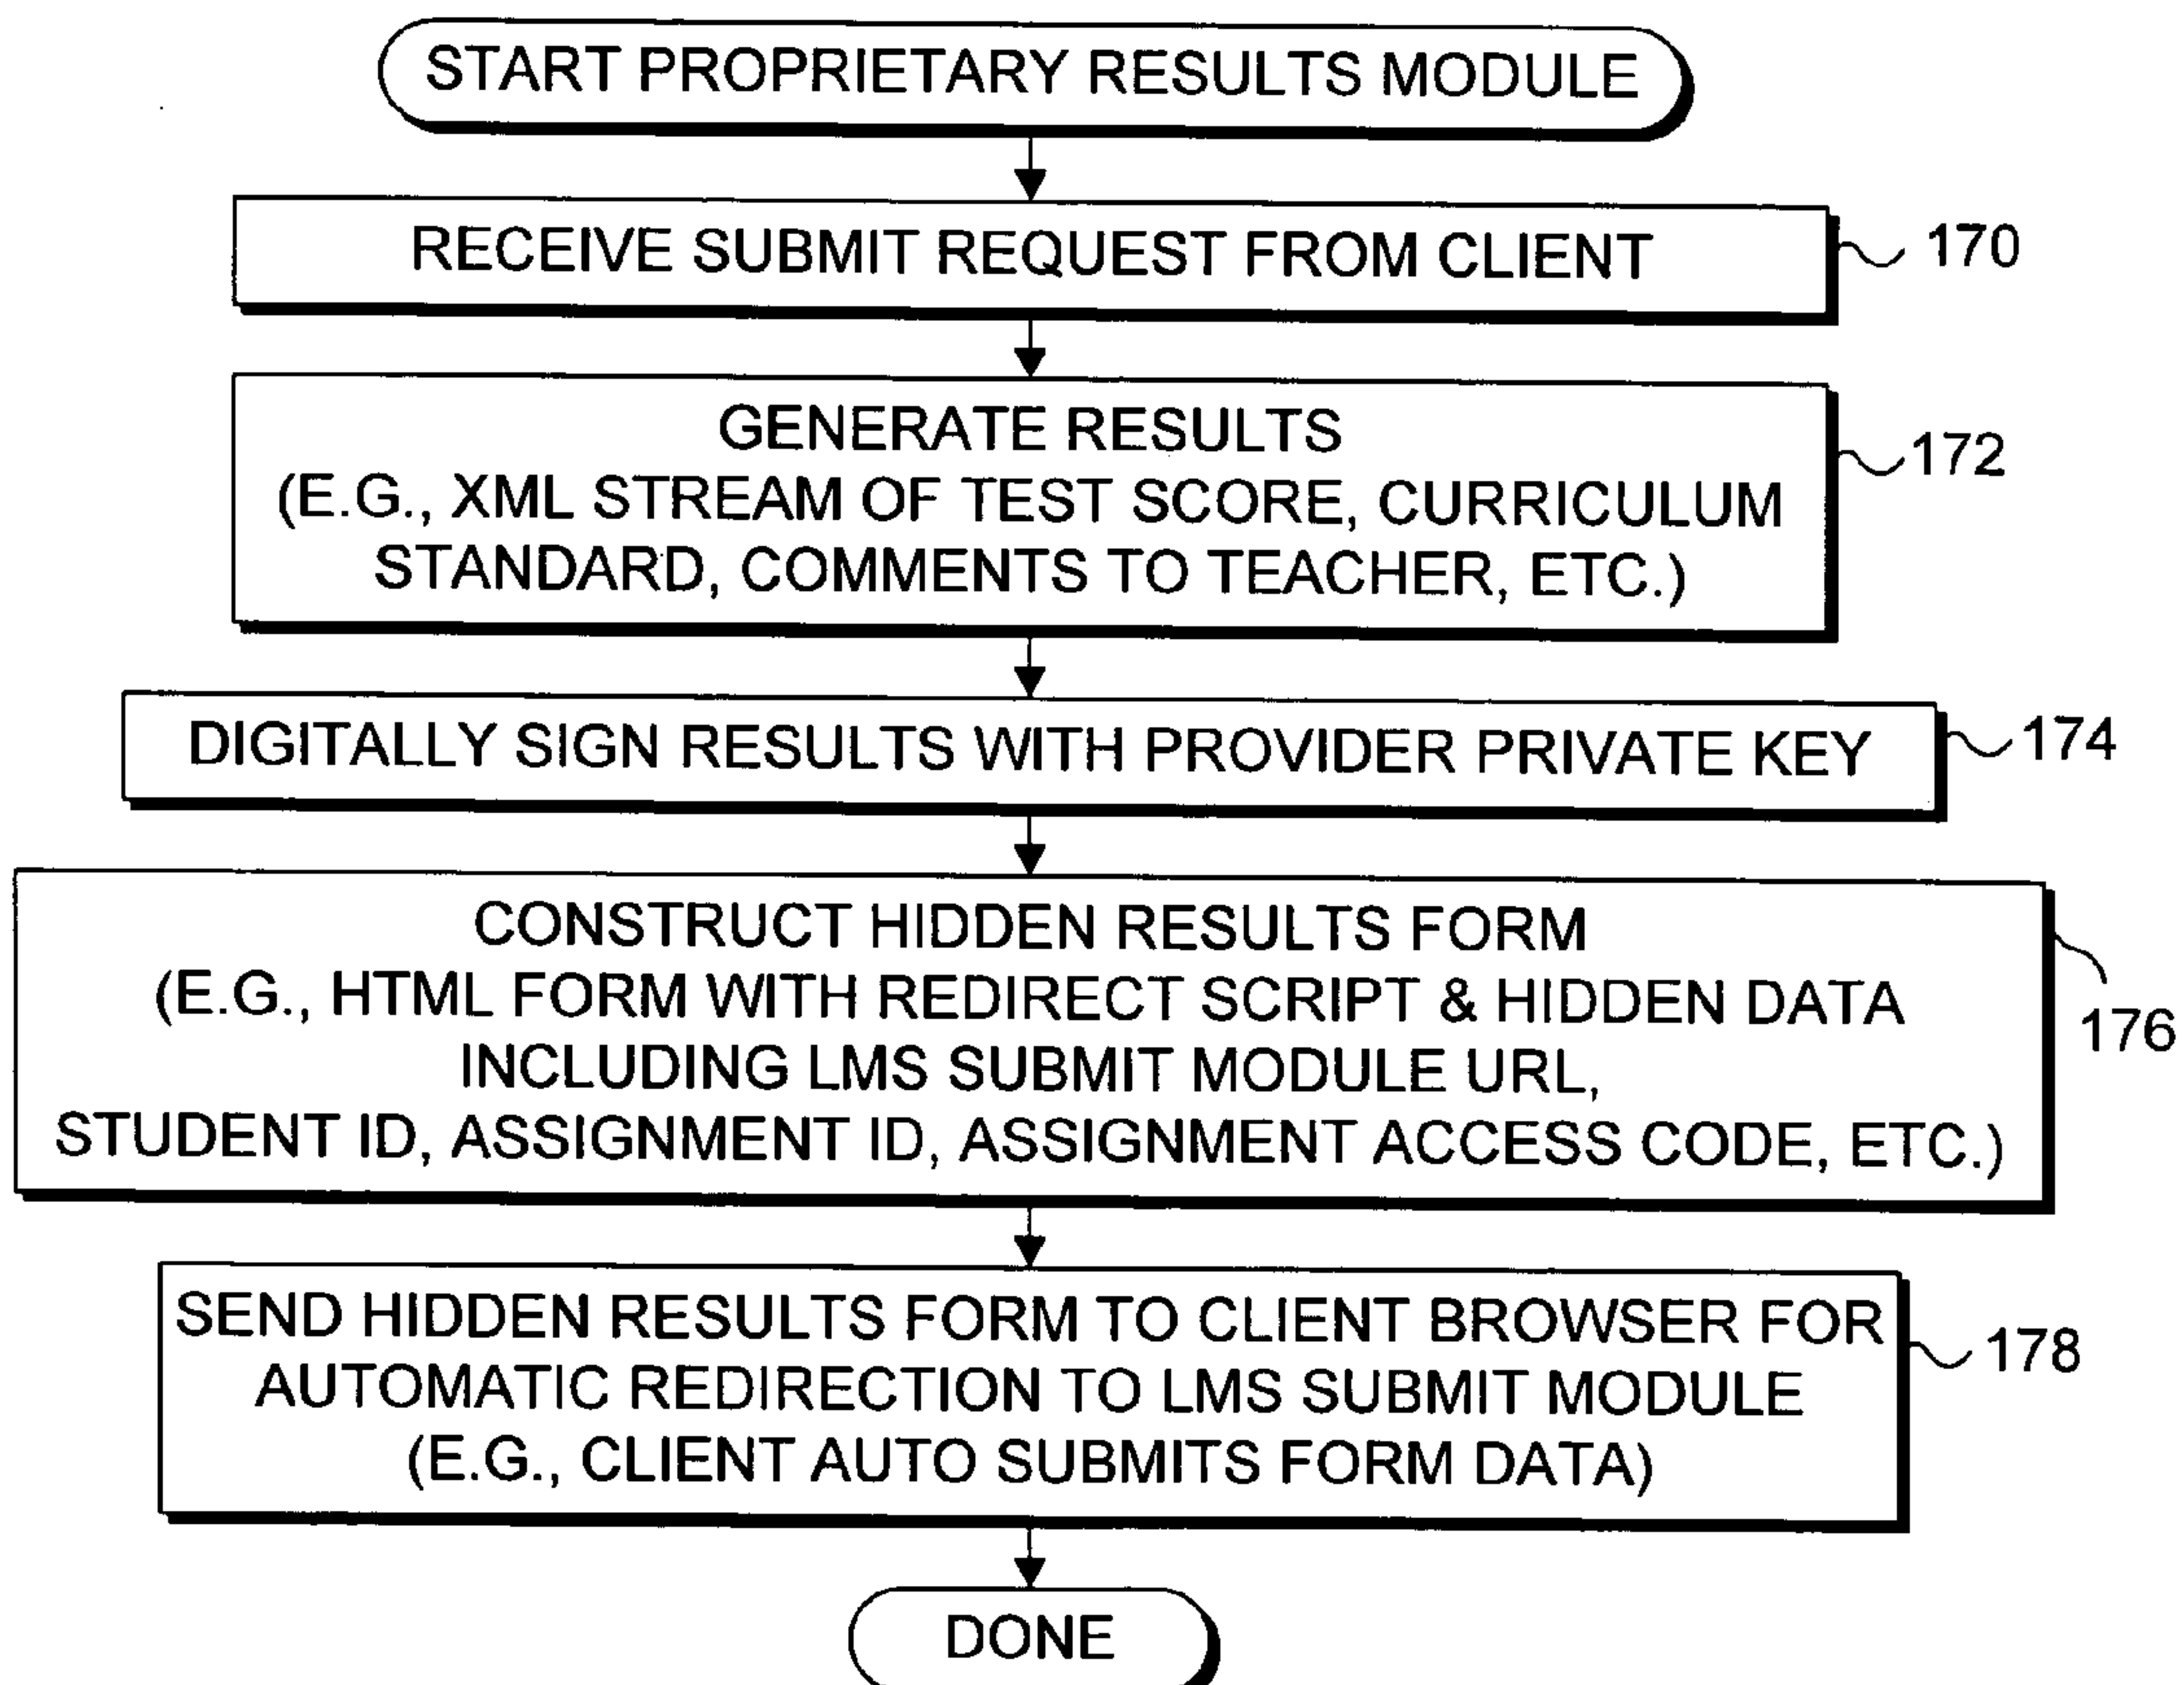 START PROPRIETARY RESULTS MODULE
RECEIVE SUBMIT REQUEST FROM CLIENT
170
GENERATE RESULTS
(E.G., XML STREAM OF TEST SCORE, CURRICULUM
STANDARD, COMMENTS TO TEACHER, ETC.)
172
DIGITALLY SIGN RESULTS WITH PROVIDER PRIVATE KEY
174
CONSTRUCT HIDDEN RESULTS FORM
(E.G., HTML FORM WITH REDIRECT SCRIPT & HIDDEN DATA
INCLUDING LMS SUBMIT MODULE URL,
STUDENT ID, ASSIGNMENT ID, ASSIGNMENT ACCESS CODE, ETC.)
176
SEND HIDDEN RESULTS FORM TO CLIENT BROWSER FOR
AUTOMATIC REDIRECTION TO LMS SUBMIT MODULE
(E.G., CLIENT AUTO SUBMITS FORM DATA)
178
DONE